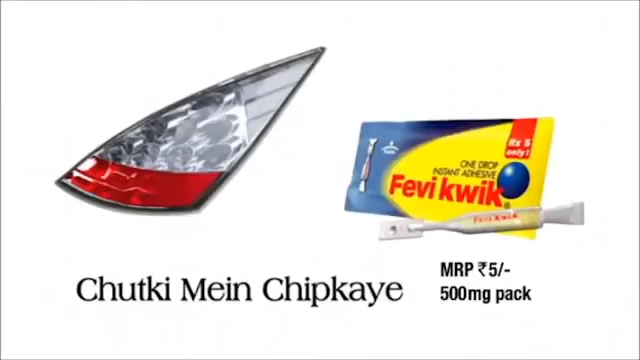 Rs 5
only!
ONE DROP
INSTANT ADHESIVE
Fevi kwik
Fevi Kwik
Chutki Mein Chipkaye
MRP ₹5/-
500mg pack